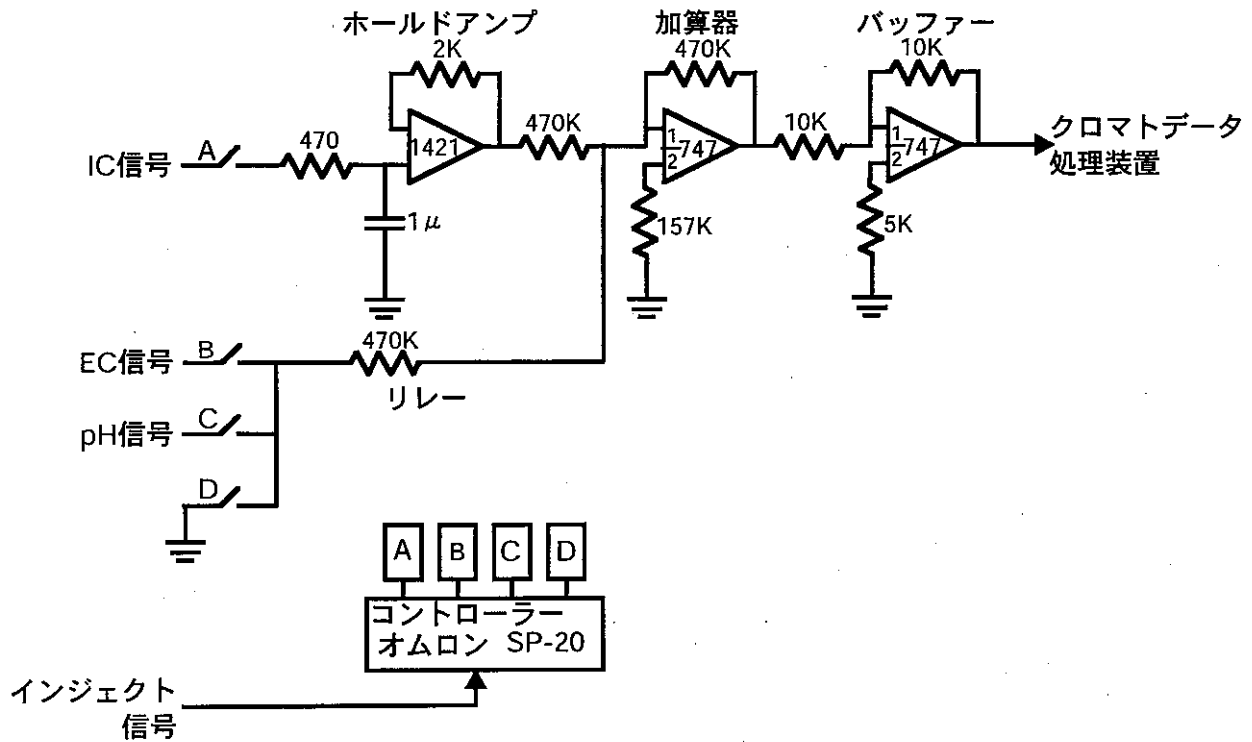 ホールドアンプ
加算器
バッファー
2K
470K
10K
IC信号
A
470
1421
470K
1
2
747
10K
1
2
747
クロマトデータ
処理装置
1μ
157K
5K
EC信号
B
470K
リレー
pH信号
C
D
A
B
C
D
コントローラー
オムロン SP-20
インジェクト
信号